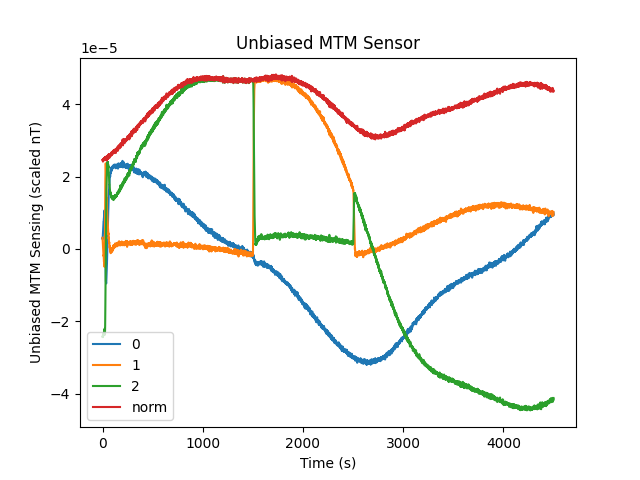 Unbiased MTM Sensor
1e−5
Unbiased MTM Sensing (scaled nT)
4
2
0
−2
−4
0
1
2
norm
0
1000
2000
3000
4000
Time (s)